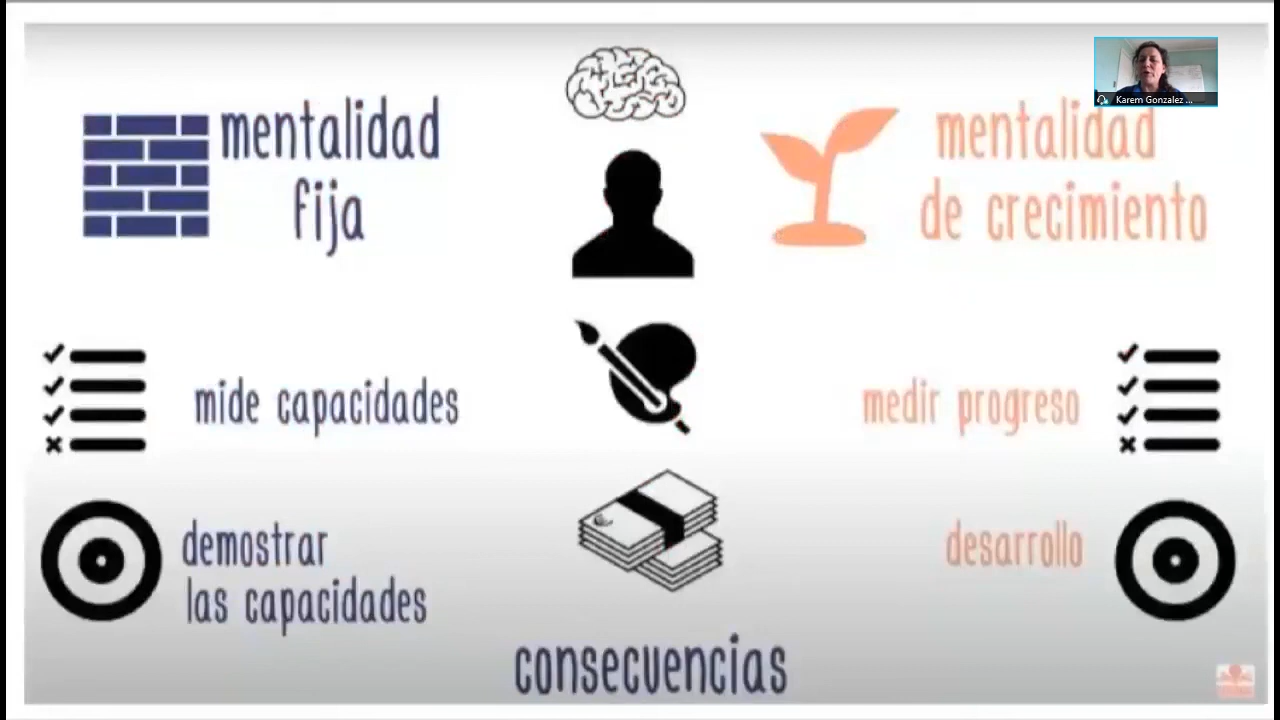 Karem Gonzalez ...
mentalidad
fija
mentalidad
de crecimiento
mide capacidades
medir progreso
demostrar
las capacidades
desarrollo
consecuencias